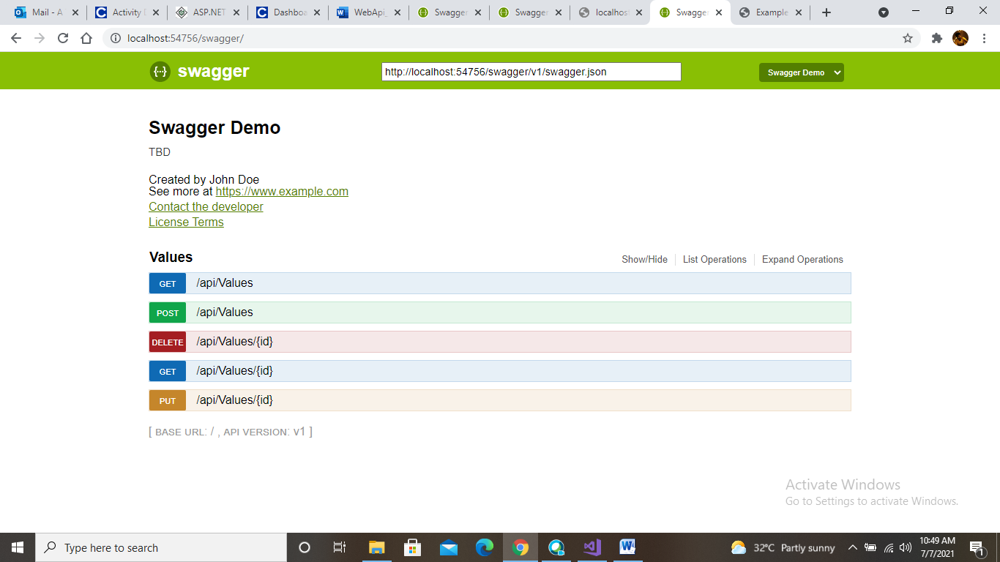 Mail - A
Activity
ASP.NET
Dashboa
WebApi_
Swagger
Swagger
localhost
Swagger
Example
localhost:54756/swagger/
{··}
swagger
http://localhost:54756/swagger/v1/swagger.json
Swagger Demo
Swagger Demo
TBD
Created by John Doe
See more at https://www.example.com
Contact the developer
License Terms
Values
Show/Hide
List Operations
Expand Operations
GET /api/Values
POST /api/Values
DELETE /api/Values/{id}
GET /api/Values/{id}
PUT /api/Values/{id}
[ BASE URL: / , API VERSION: v1 ]
Activate Windows
Go to Settings to activate Windows.
Type here to search
32°C Partly sunny
10:49 AM
7/7/2021
1